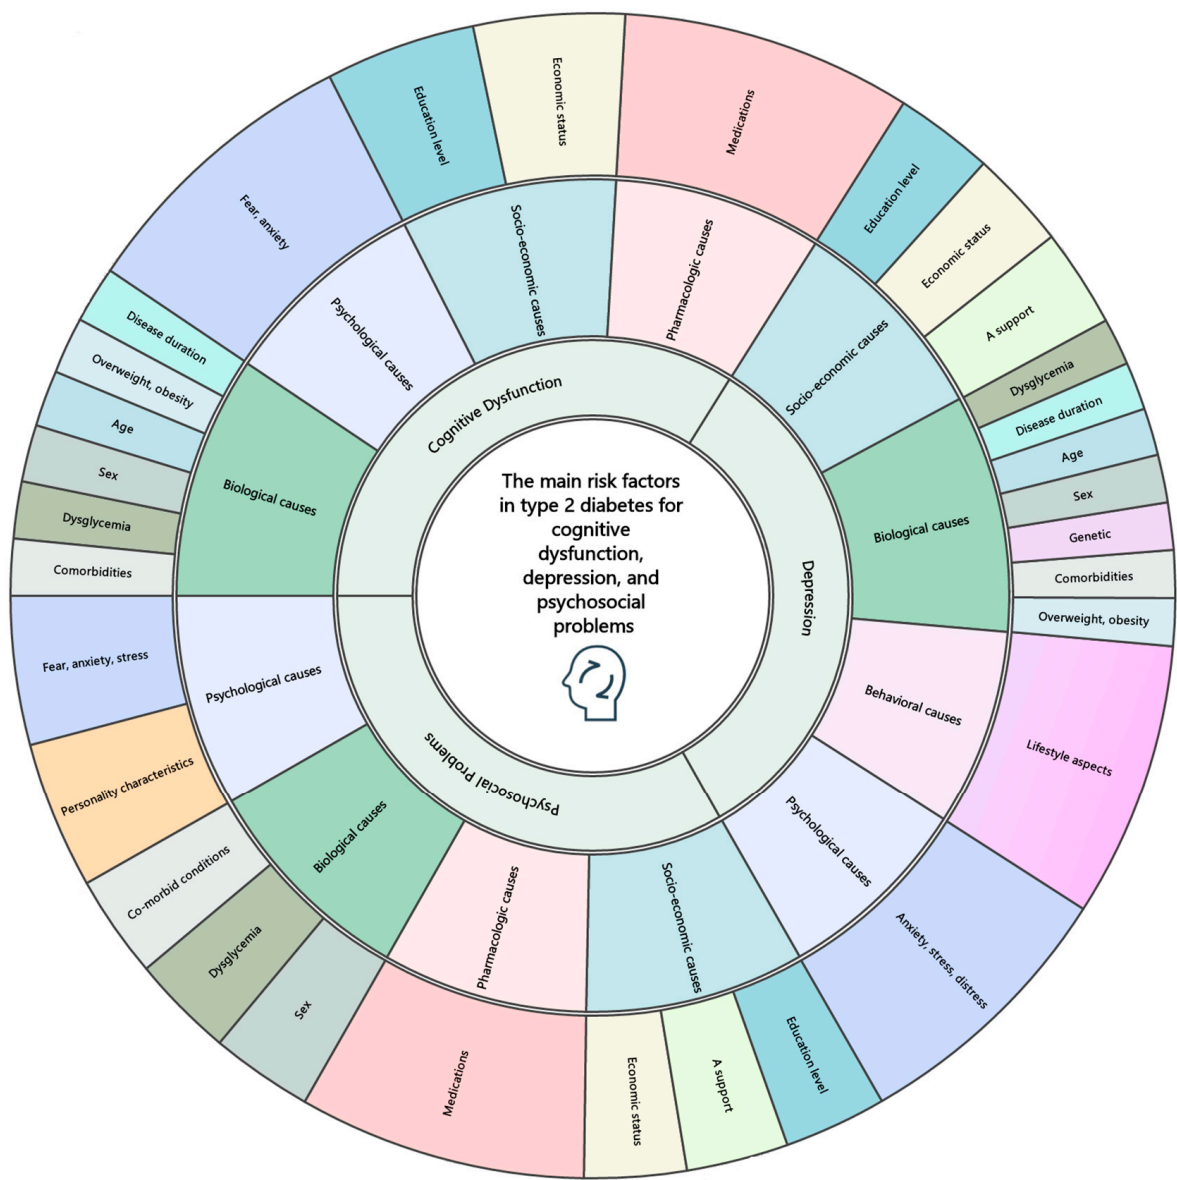 The main risk factors
in type 2 diabetes for
cognitive
dysfunction,
depression, and
psychosocial
problems
Cognitive Dysfunction
Depression
Psychosocial Problems
Pharmacologic causes
Socio-economic causes
Psychological causes
Biological causes
Socio-economic causes
Biological causes
Behavioral causes
Psychological causes
Socio-economic causes
Pharmacologic causes
Biological causes
Psychological causes
Medications
Economic status
Education level
Fear, anxiety
Disease duration
Overweight, obesity
Age
Sex
Dysglycemia
Comorbidities
Education level
Economic status
A support
Dysglycemia
Disease duration
Age
Sex
Genetic
Comorbidities
Overweight, obesity
Lifestyle aspects
Anxiety, stress, distress
Education level
A support
Economic status
Medications
Sex
Dysglycemia
Co-morbid conditions
Personality characteristics
Fear, anxiety, stress